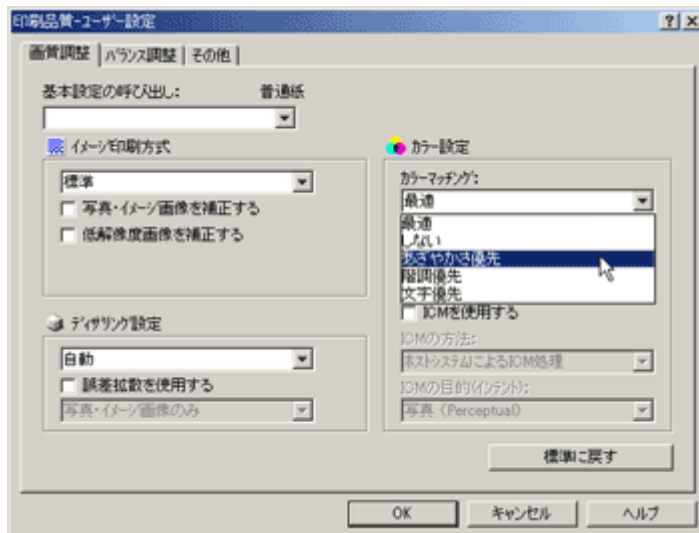 印刷品質-ユーザー設定
画質調整 バランス調整 その他
基本設定の呼び出し: 普通紙
イメージ印刷方式
標準
写真・イメージ画像を補正する
低解像度画像を補正する
ディザリング設定
自動
誤差拡散を使用する
写真・イメージ画像のみ
カラー設定
カラーマッチング:
最適
最適
しない
あざやかさ優先
階調優先
文字優先
ICMを使用する
ICMの方法:
ホストシステムによるICM処理
ICMの目的(インテント):
写真 (Perceptual)
標準に戻す
OK キャンセル ヘルプ